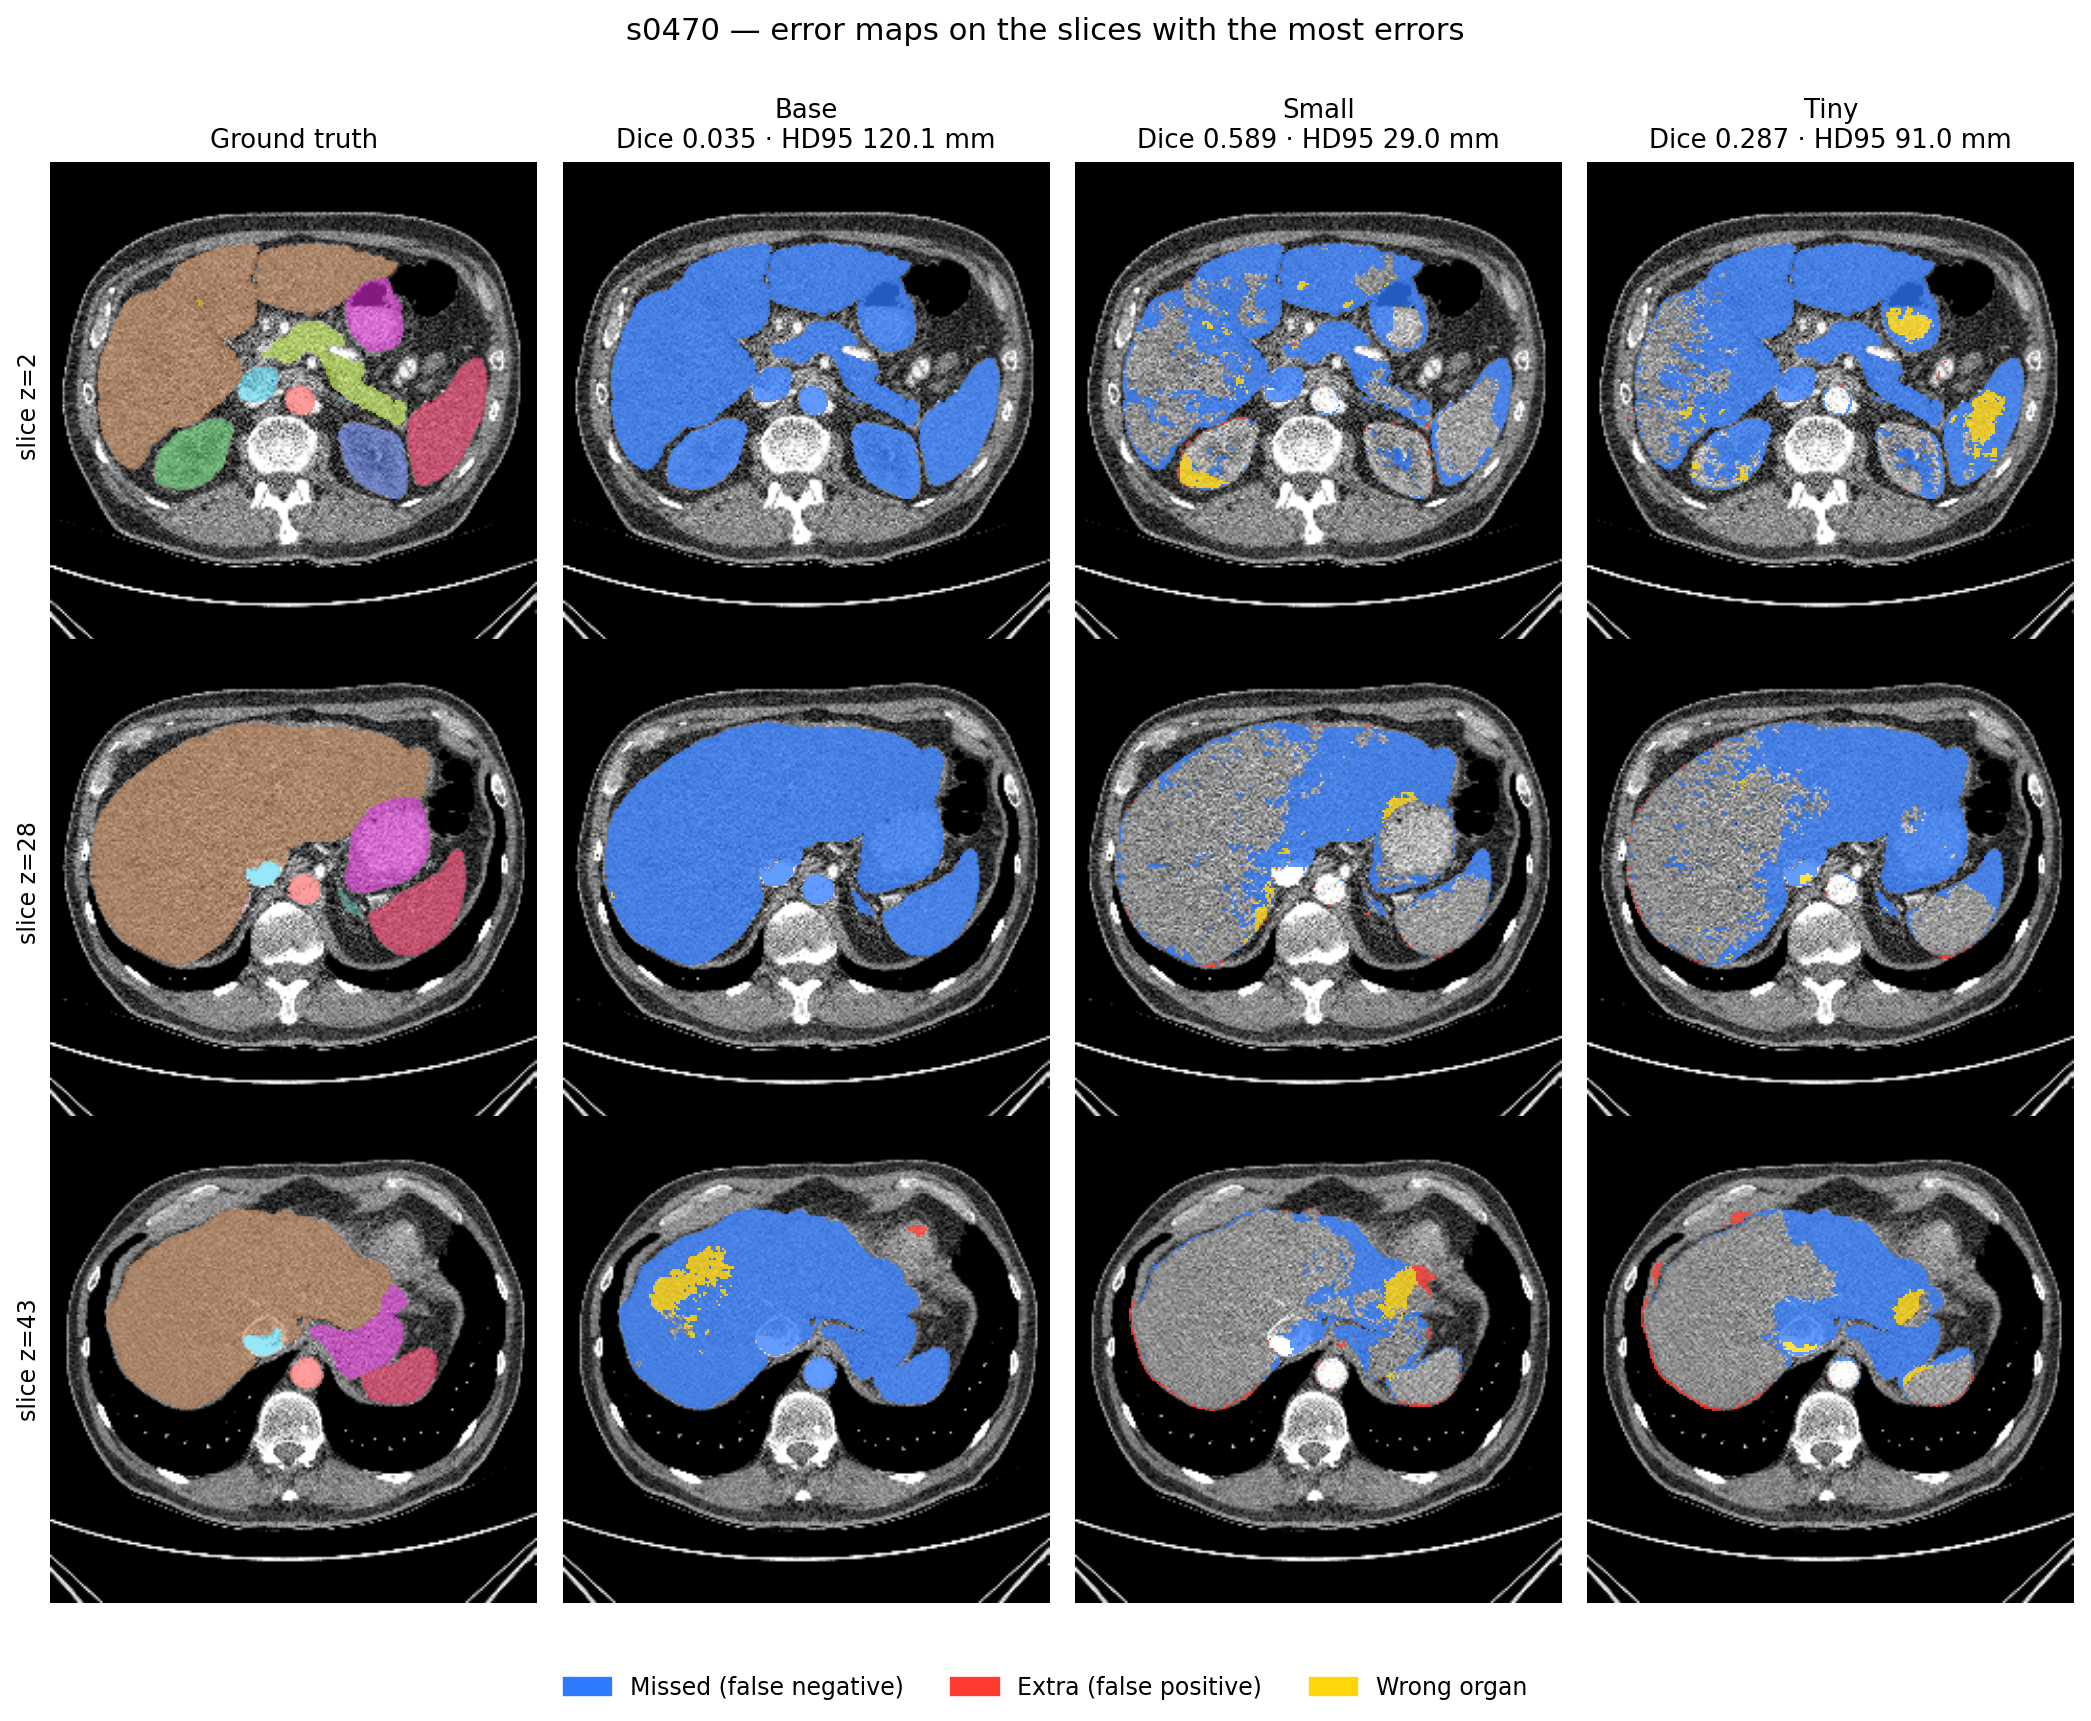 s0470 — error maps on the slices with the most errors
Ground truth
Base
Dice 0.035 · HD95 120.1 mm
Small
Dice 0.589 · HD95 29.0 mm
Tiny
Dice 0.287 · HD95 91.0 mm
slice z=2
slice z=28
slice z=43
Missed (false negative)
Extra (false positive)
Wrong organ